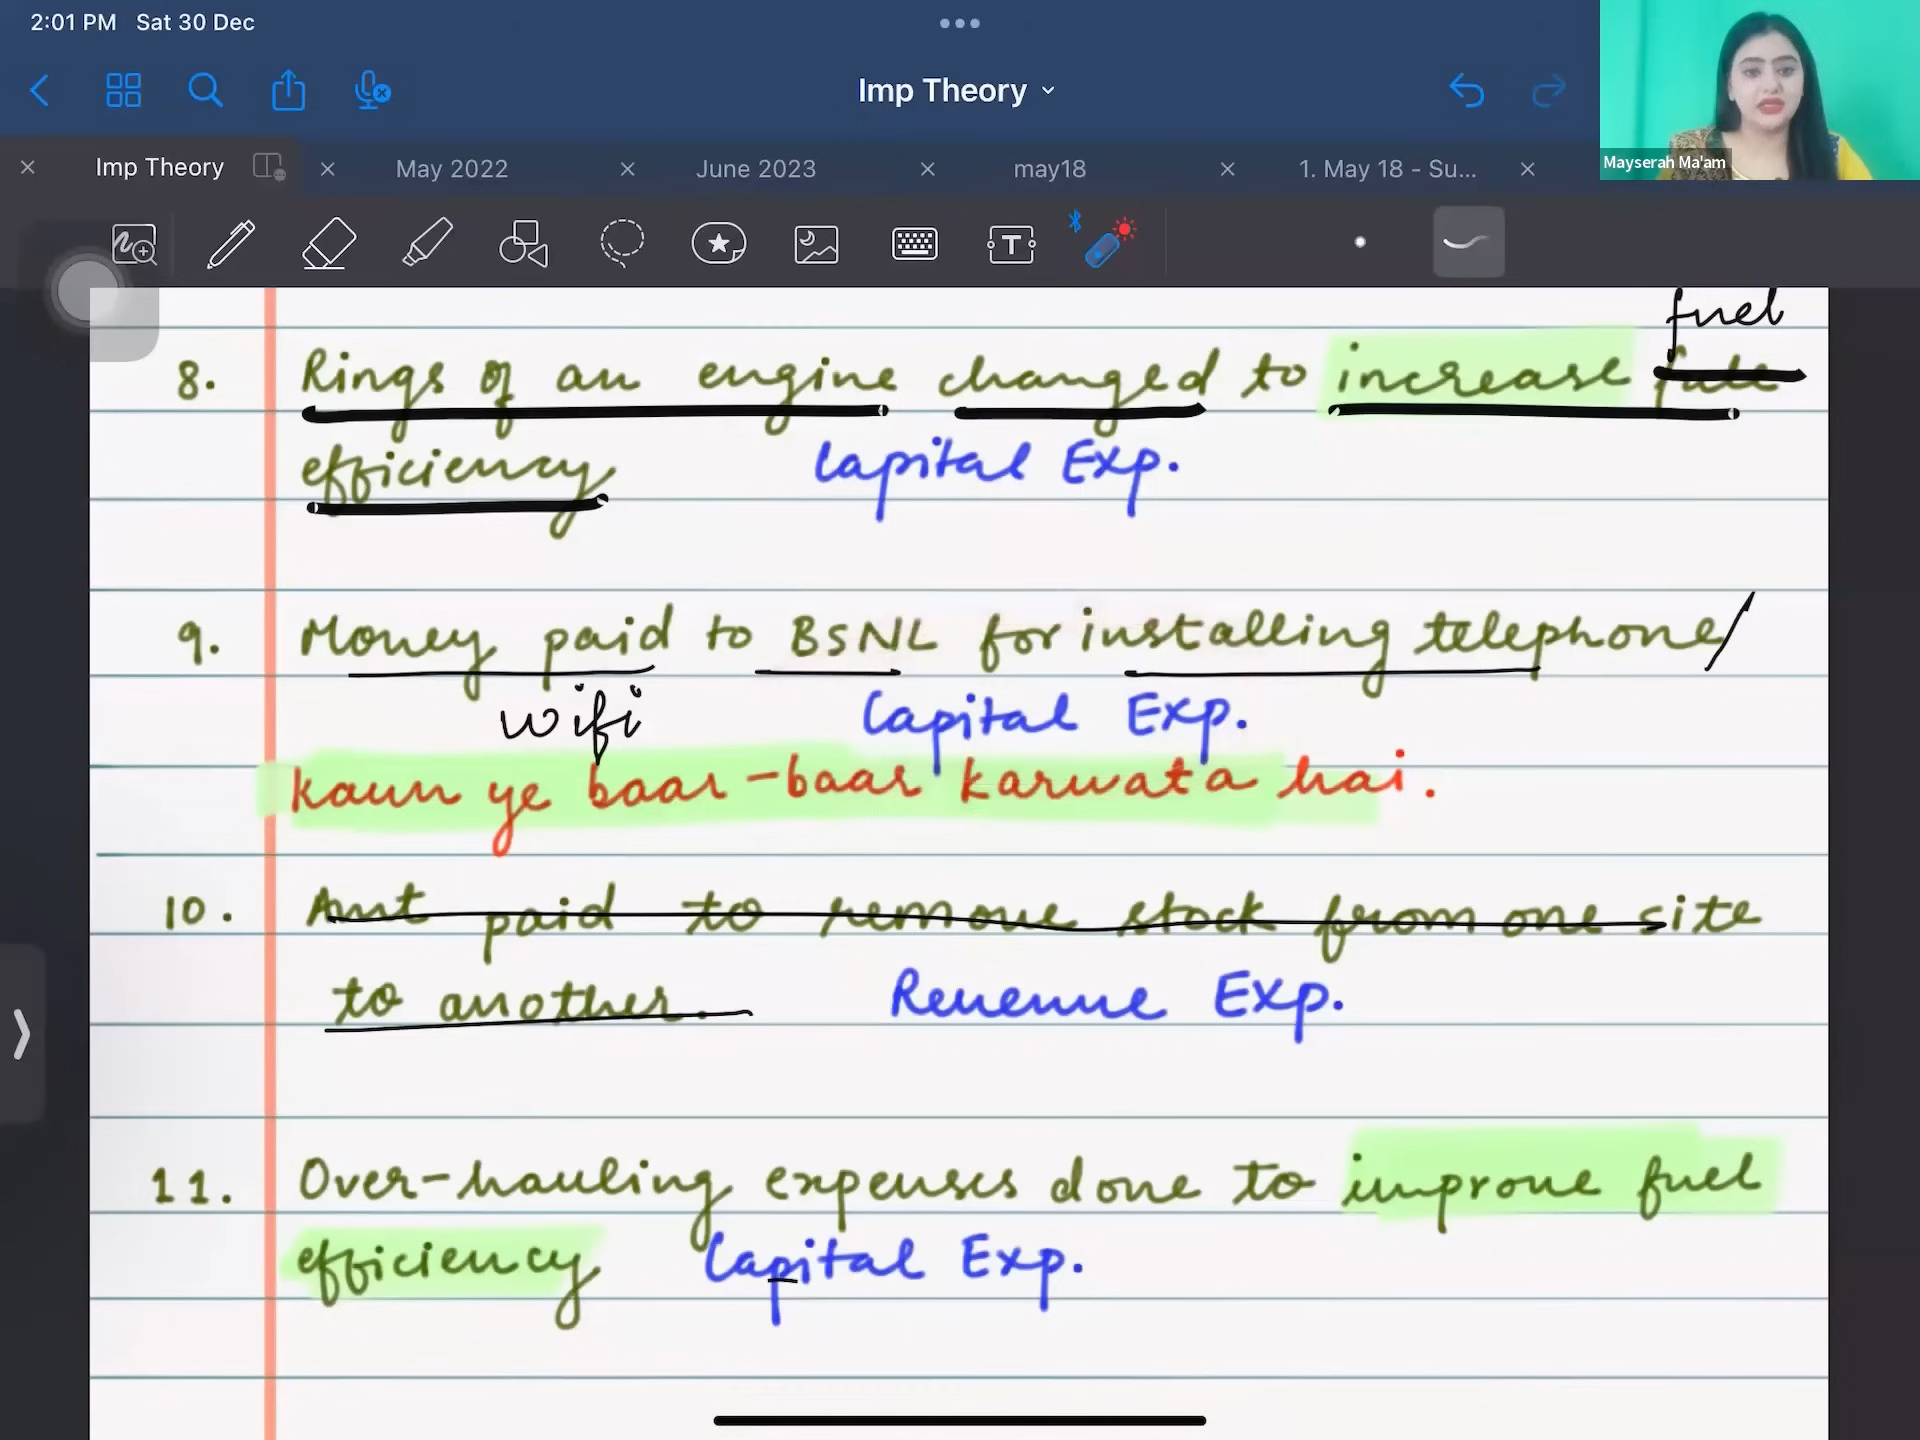 2:01 PM Sat 30 Dec
Imp Theory
Mayserah Ma'am
Imp Theory
May 2022
June 2023
may18
1. May 18 - Su...
T
fuel
8. Rings of an engine changed to increase
efficiency Capital Exp.
9. Money paid to BSNL for installing telephone/
wifi Capital Exp.
Kaun ye baar-baar karwata hai.
10. Amt paid to remove stock from one site
to another. Revenue Exp.
11. Over-hauling expenses done to improve fuel
efficiency Capital Exp.